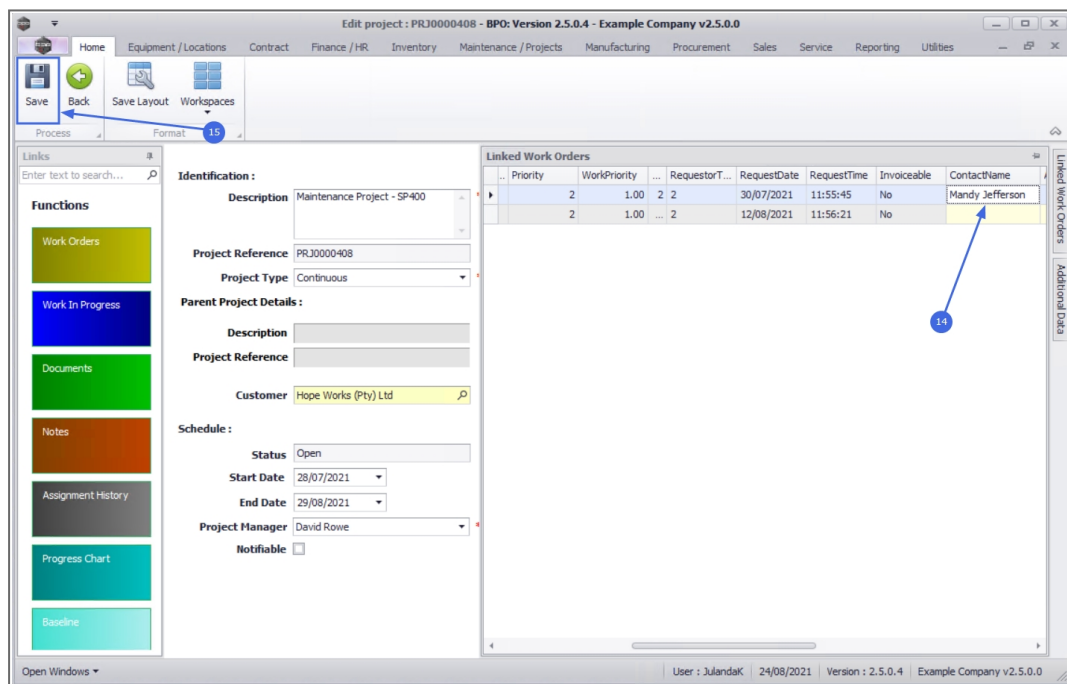 Edit project : PRJ0000408 - BPO: Version 2.5.0.4 - Example Company v2.5.0.0
Home Equipment / Locations Contract Finance / HR Inventory Maintenance / Projects Manufacturing Procurement Sales Service Reporting Utilities
Save Back Save Layout Workspaces
Process Format 15
Links
Enter text to search...
Functions
Work Orders
Work In Progress
Documents
Notes
Assignment History
Progress Chart
Baseline
Identification :
Description Maintenance Project - SP400 *
Project Reference PRJ0000408
Project Type Continuous *
Parent Project Details :
Description
Project Reference
Customer Hope Works (Pty) Ltd
Schedule :
Status Open
Start Date 28/07/2021
End Date 29/08/2021
Project Manager David Rowe *
Notifiable
Linked Work Orders
.. Priority WorkPriority ... RequestorT... RequestDate RequestTime Invoiceable ContactName
2 1.00 2 2 30/07/2021 11:55:45 No Mandy Jefferson
2 1.00 ... 2 12/08/2021 11:56:21 No
14
Linked Work Orders
Additional Data
Open Windows User : JulandaK 24/08/2021 Version : 2.5.0.4 Example Company v2.5.0.0